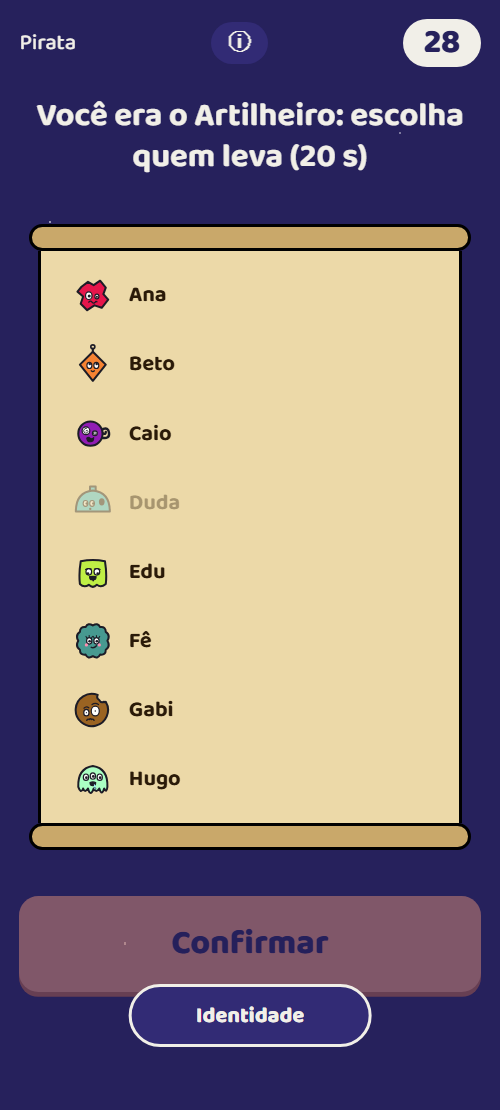 Pirata
28
Você era o Artilheiro: escolha
quem leva (20 s)
Ana
Beto
Caio
Duda
Edu
Fê
Gabi
Hugo
Confirmar
Identidade